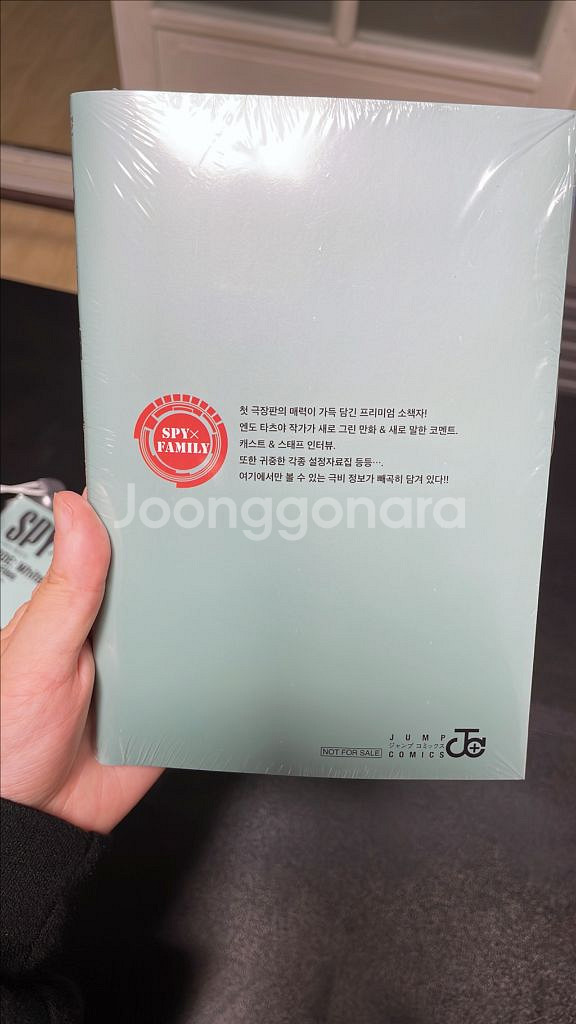 첫 극장판의 매력이 가득 담긴 프리미엄 소책자!
엔도 타츠야 작가가 새로 그린 만화 & 새로 말한 코멘트.
캐스트 & 스태프 인터뷰.
또한 귀중한 각종 설정자료집 등등….
여기에서만 볼 수 있는 극비 정보가 빼곡히 담겨 있다!!
SPY×
FAMILY
Joonggonara
SPY
DE: White
NOT FOR SALE
JUMP
ジャンプ コミックス
COMICS